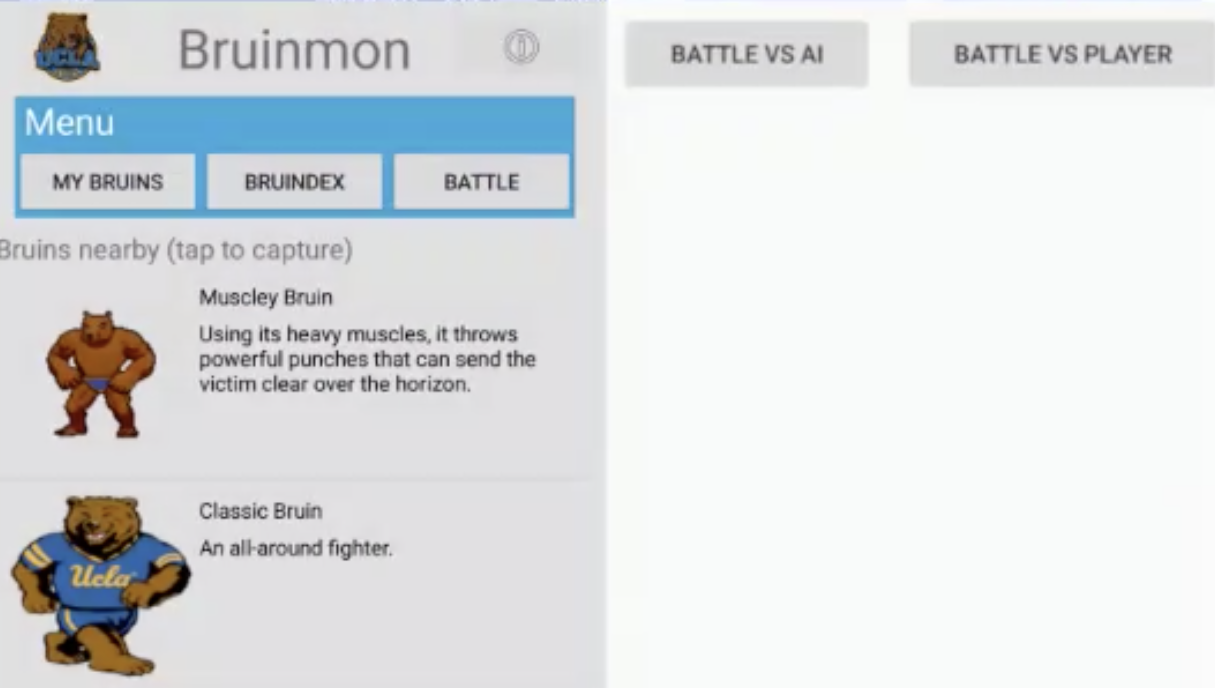 UCLA
Bruinmon
Menu
MY BRUINS
BRUINDEX
BATTLE
Bruins nearby (tap to capture)
Muscley Bruin
Using its heavy muscles, it throws
powerful punches that can send the
victim clear over the horizon.
Ucla
Classic Bruin
An all-around fighter.
BATTLE VS AI
BATTLE VS PLAYER